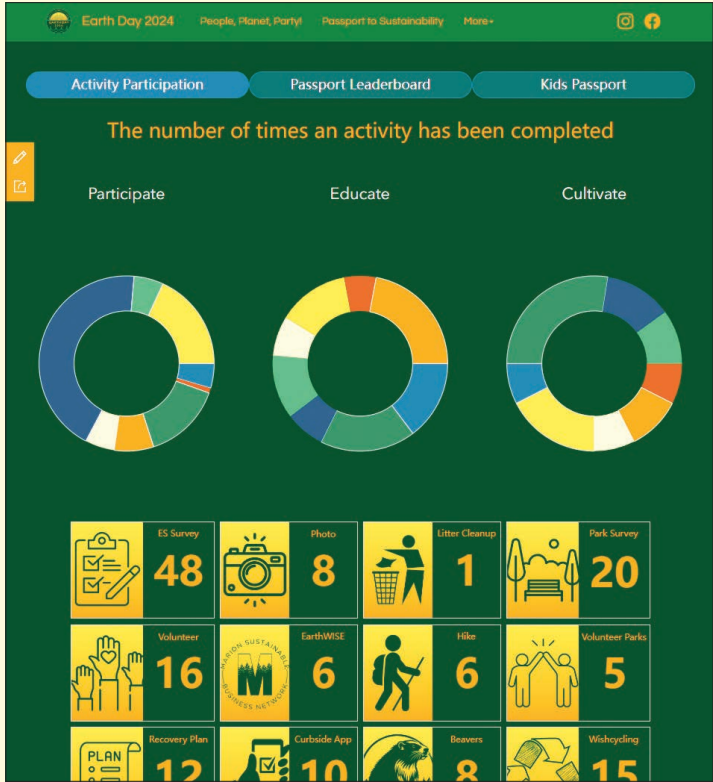 Earth Day 2024 People, Planet, Party! Passport to Sustainability More
Activity Participation Passport Leaderboard Kids Passport
The number of times an activity has been completed
Participate Educate Cultivate
ES Survey
48
Photo
8
Litter Cleanup
1
Park Survey
20
Volunteer
16
MARION SUSTAINABLE
M
BUSINESS NETWORK
EarthWISE
6
Hike
6
Volunteer Parks
5
PLAN
Recovery Plan
12
Curbside App
10
Beavers
8
Wishcycling
15